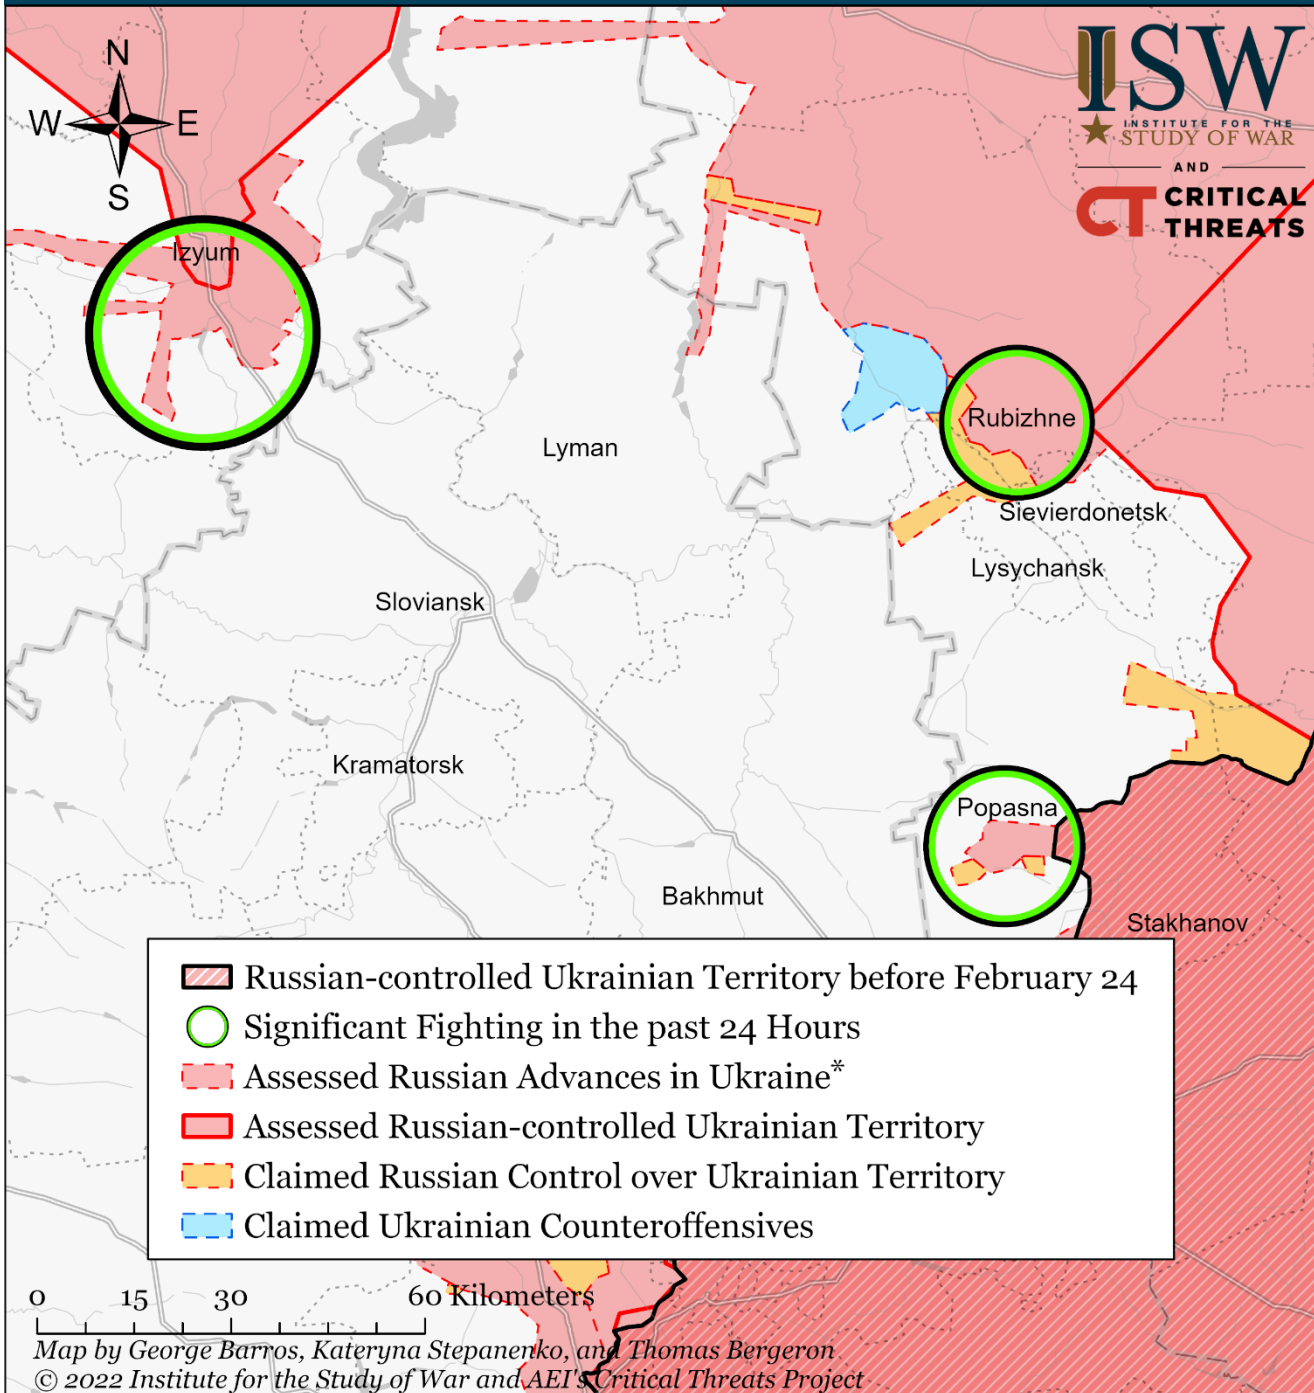 N
W E
S
ISW
INSTITUTE FOR THE
STUDY OF WAR
AND
CT CRITICAL
THREATS
Izyum
Rubizhne
Lyman
Sievierdonetsk
Lysychansk
Sloviansk
Kramatorsk
Popasna
Bakhmut
Stakhanov
Russian-controlled Ukrainian Territory before February 24
Significant Fighting in the past 24 Hours
Assessed Russian Advances in Ukraine*
Assessed Russian-controlled Ukrainian Territory
Claimed Russian Control over Ukrainian Territory
Claimed Ukrainian Counteroffensives
0 15 30 60 Kilometers
Map by George Barros, Kateryna Stepanenko, and Thomas Bergeron
© 2022 Institute for the Study of War and AEI's Critical Threats Project